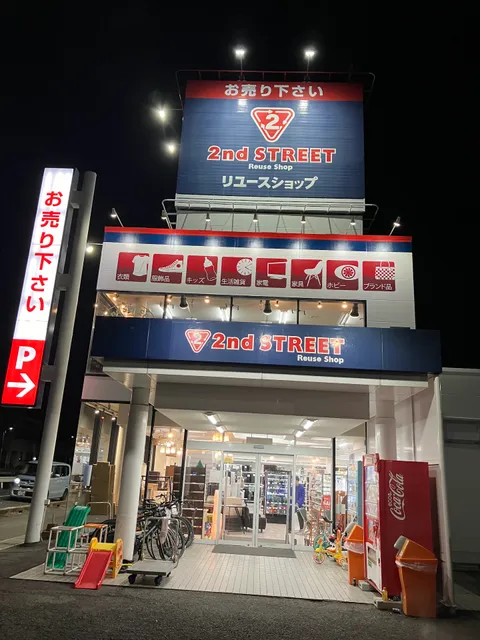 お売り下さい
2
2nd STREET
Reuse Shop
リユースショップ
お売り下さい
P
衣類
服飾品
キッズ
生活雑貨
家電
家具
ホビー
ブランド品
2
2nd STREET
Reuse Shop
Coca-Cola